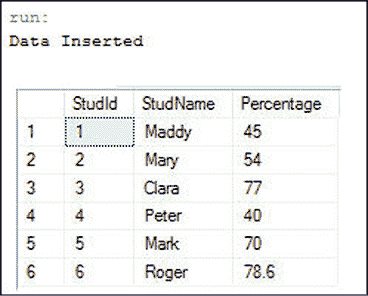 run:
Data Inserted
StudId StudName Percentage
1 1 Maddy 45
2 2 Mary 54
3 3 Clara 77
4 4 Peter 40
5 5 Mark 70
6 6 Roger 78.6